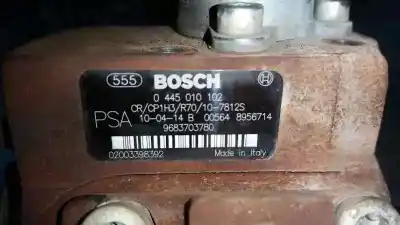 555 BOSCH
0 445 010 102
CR/CP1H3/R70/10-7812S
PSA 10-04-14 B 00564 8956714
9683703780
02003398392 Made in Italy